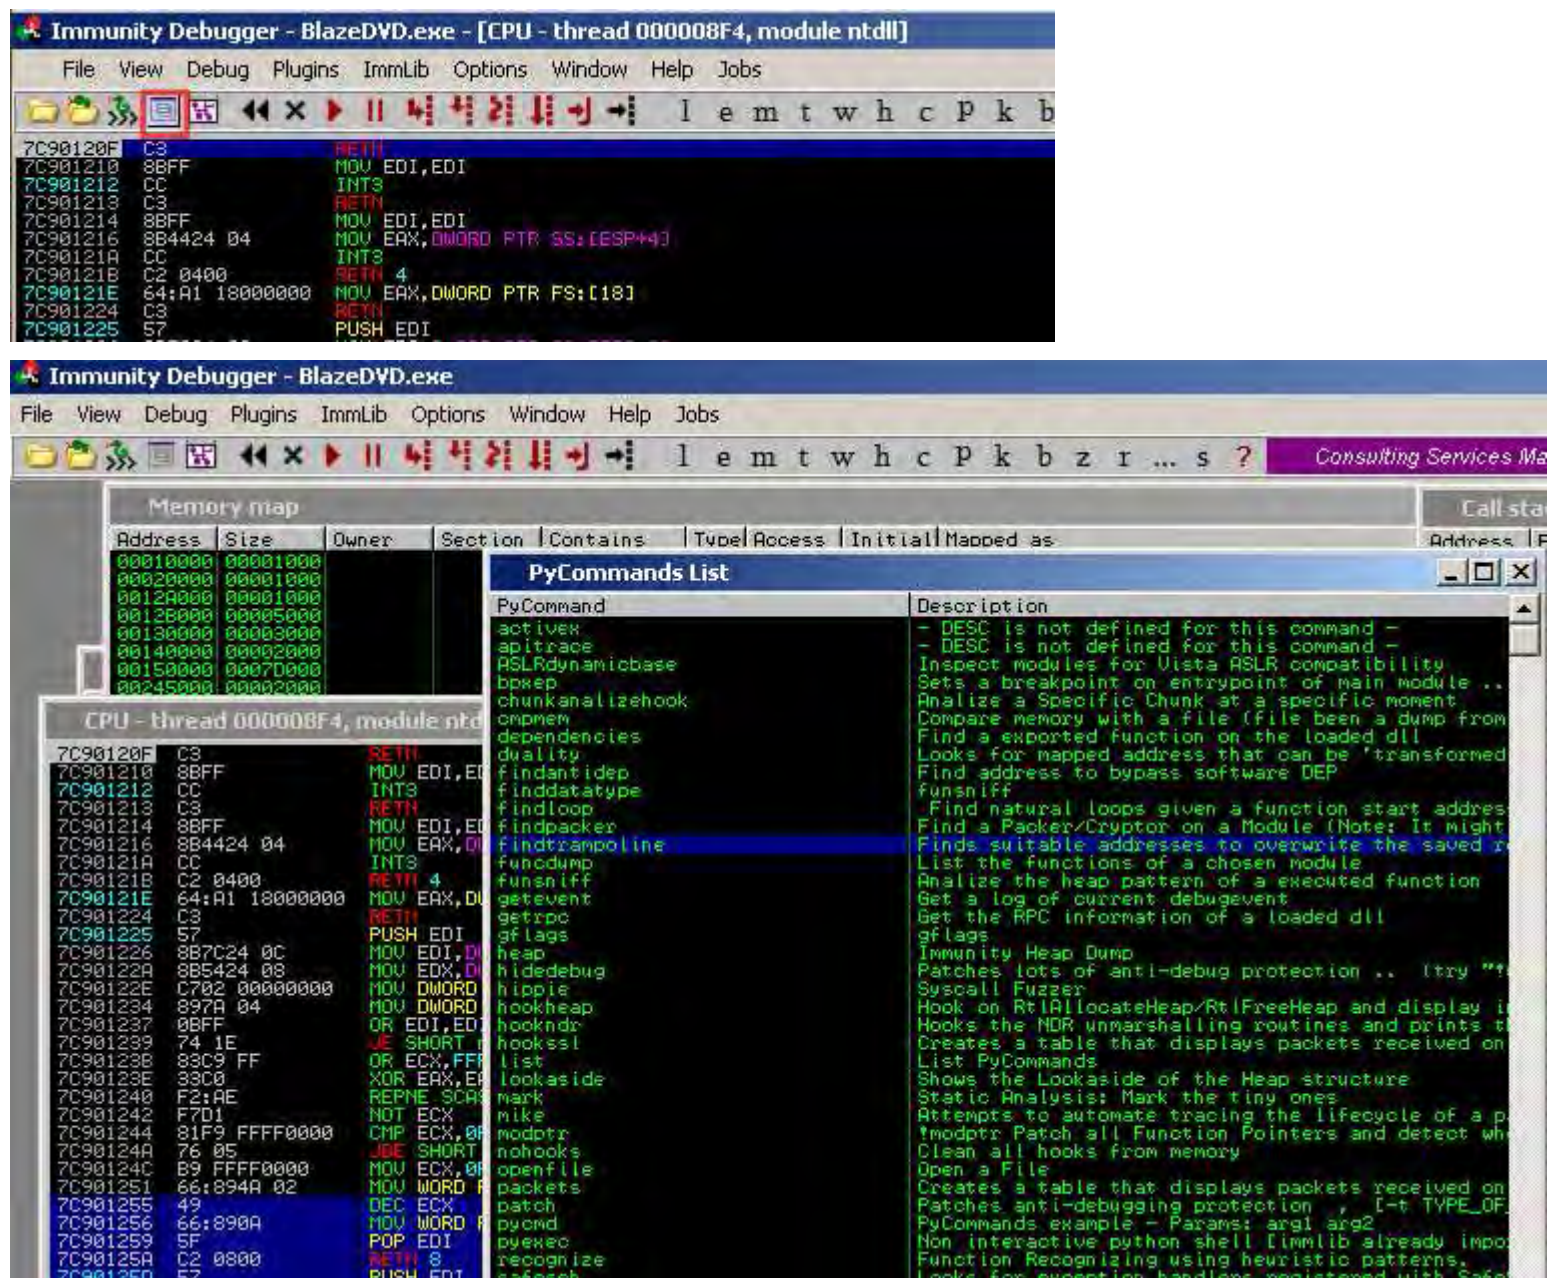 Immunity Debugger - BlazeDVD.exe - [CPU - thread 000008F4, module ntdll]
File View Debug Plugins ImmLib Options Window Help Jobs
l e m t w h c P k b
7C90120F C3 RETN
7C901210 8BFF MOV EDI,EDI
7C901212 CC INT3
7C901213 C3 RETN
7C901214 8BFF MOV EDI,EDI
7C901216 8B4424 04 MOV EAX,DWORD PTR SS:[ESP+4]
7C90121A CC INT3
7C90121B C2 0400 RETN 4
7C90121E 64:A1 18000000 MOV EAX,DWORD PTR FS:[18]
7C901224 C3 RETN
7C901225 57 PUSH EDI
Immunity Debugger - BlazeDVD.exe
File View Debug Plugins ImmLib Options Window Help Jobs
l e m t w h c P k b z r ... s ? Consulting Services Ma
Memory map
Call sta
Address Size Owner Section Contains Type Access Initial Mapped as
Address F
00010000 00001000
00020000 00001000
0012A000 00001000
0012B000 00005000
00130000 00003000
00140000 00002000
00150000 0007D000
00245000 00002000
PyCommands List
PyCommand Description
activex - DESC is not defined for this command -
apitrace - DESC is not defined for this command -
ASLRdynamicbase Inspect modules for Vista ASLR compatibility
bpxep Sets a breakpoint on entrypoint of main module ..
chunkanalizehook Analize a Specific Chunk at a specific moment
cmpmem Compare memory with a file (file been a dump from
dependencies Find a exported function on the loaded dll
duality Looks for mapped address that can be 'transformed
findantidep Find address to bypass software DEP
finddatatype funsniff
findloop Find natural loops given a function start addres
findpacker Find a Packer/Cryptor on a Module (Note: It might
findtrampoline Finds suitable addresses to overwrite the saved r
funcdump List the functions of a chosen module
funsniff Analize the heap pattern of a executed function
getevent Get a log of current debugevent
getrpc Get the RPC information of a loaded dll
gflags gflags
heap Immunity Heap Dump
hidedebug Patches lots of anti-debug protection .. (try "!
hippie Syscall Fuzzer
hookheap Hook on RtlAllocateHeap/RtlFreeHeap and display i
hookndr Hooks the NDR unmarshalling routines and prints t
hookssl Creates a table that displays packets received on
list List PyCommands
lookaside Shows the Lookaside of the Heap structure
mark Static Analysis: Mark the tiny ones
mike Attempts to automate tracing the lifecycle of a p
modptr !modptr Patch all Function Pointers and detect wh
nohooks Clean all hooks from memory
openfile Open a File
packets Creates a table that displays packets received on
patch Patches anti-debugging protection , [-t TYPE_OF_
pycmd PyCommands example - Params: arg1 arg2
pyexec Non interactive python shell [immlib already impo
recognize Function Recognizing using heuristic patterns.
safeseh Looks for exception handlers registered with Safe
CPU - thread 000008F4, module ntd
7C90120F C3 RETN
7C901210 8BFF MOV EDI,ED
7C901212 CC INT3
7C901213 C3 RETN
7C901214 8BFF MOV EDI,ED
7C901216 8B4424 04 MOV EAX,D
7C90121A CC INT3
7C90121B C2 0400 RETN 4
7C90121E 64:A1 18000000 MOV EAX,DW
7C901224 C3 RETN
7C901225 57 PUSH EDI
7C901226 8B7C24 0C MOV EDI,D
7C90122A 8B5424 08 MOV EDX,D
7C90122E C702 00000000 MOV DWORD
7C901234 897A 04 MOV DWORD
7C901237 0BFF OR EDI,EDI
7C901239 74 1E JE SHORT
7C90123B 83C9 FF OR ECX,FFF
7C90123E 33C0 XOR EAX,EA
7C901240 F2:AE REPNE SCAS
7C901242 F7D1 NOT ECX
7C901244 81F9 FFFF0000 CMP ECX,0F
7C90124A 76 05 JBE SHORT
7C90124C B9 FFFF0000 MOV ECX,0F
7C901251 66:894A 02 MOV WORD P
7C901255 49 DEC ECX
7C901256 66:890A MOV WORD P
7C901259 5F POP EDI
7C90125A C2 0800 RETN 8
7C90125D 57 PUSH EDI